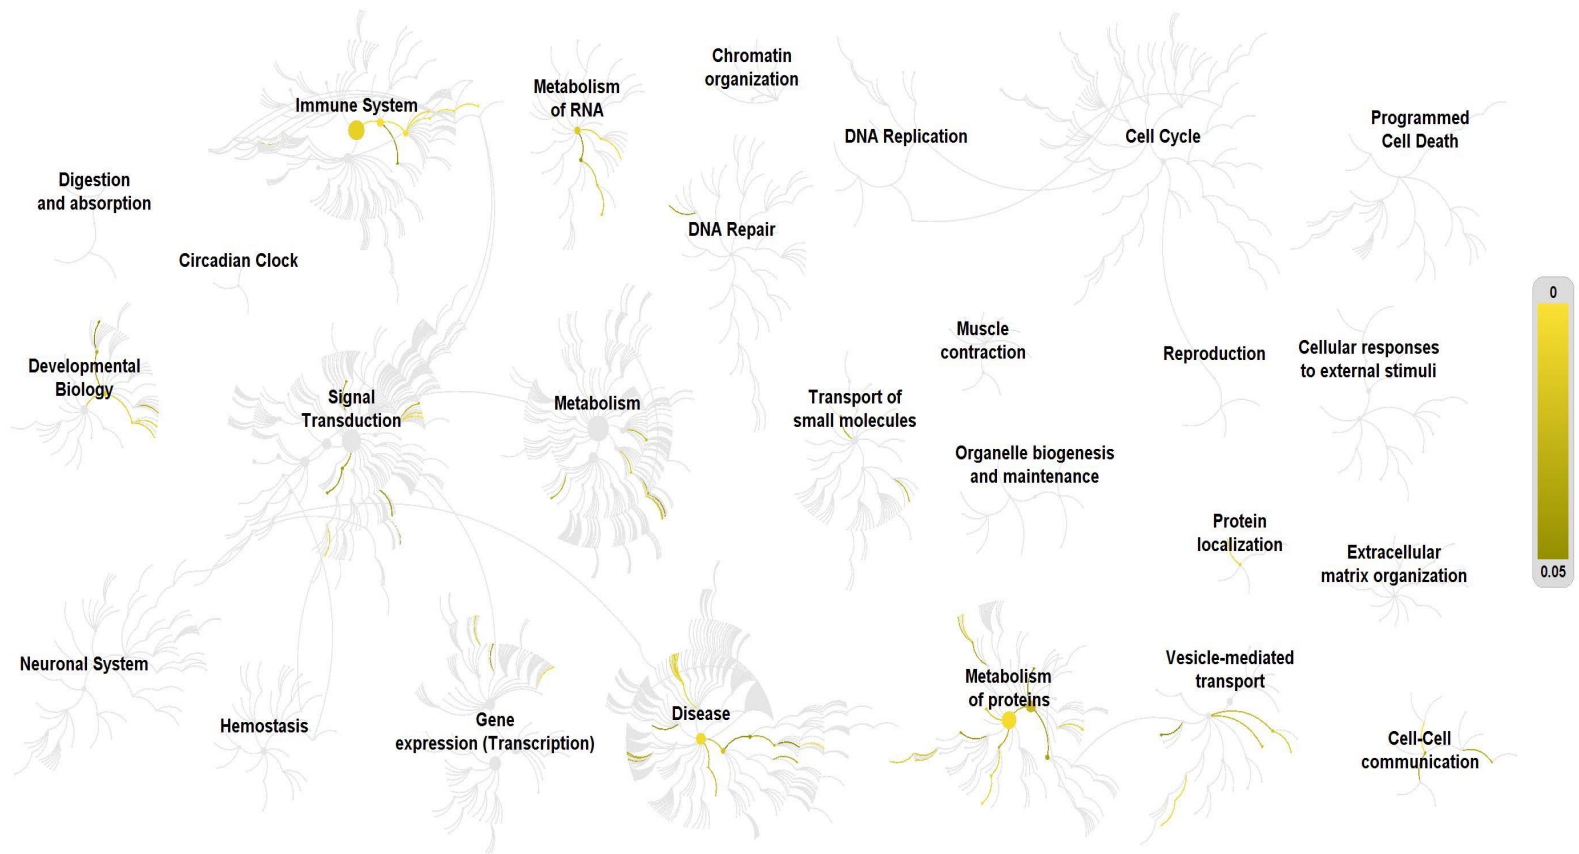 Chromatin
organization
Immune System
Metabolism
of RNA
DNA Replication
Cell Cycle
Programmed
Cell Death
Digestion
and absorption
DNA Repair
Circadian Clock
0
Developmental
Biology
Signal
Transduction
Metabolism
Transport of
small molecules
Muscle
contraction
Reproduction
Cellular responses
to external stimuli
Organelle biogenesis
and maintenance
Protein
localization
Extracellular
matrix organization
0.05
Neuronal System
Hemostasis
Gene
expression (Transcription)
Disease
Metabolism
of proteins
Vesicle-mediated
transport
Cell-Cell
communication